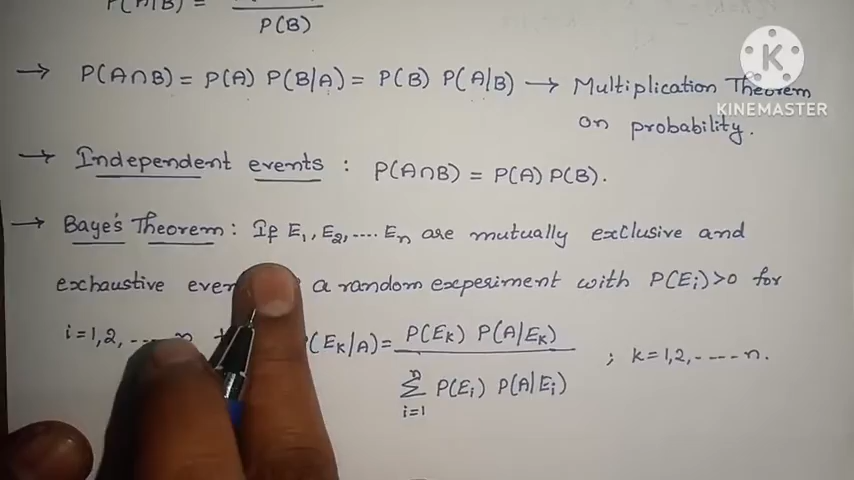 P(A/B) =
P(B)
→ P(A∩B) = P(A) P(B/A) = P(B) P(A/B) → Multiplication Theorem
on probability.
→ Independent events : P(A∩B) = P(A) P(B).
→ Baye's Theorem : If E₁, E₂, .... Eₙ are mutually exclusive and
exhaustive a random experiment with P(Eᵢ)>0 for
i=1,2, ... n P(Eₖ/A) = P(Eₖ) P(A/Eₖ) ; k=1,2,- ---- n.
n
Σ P(Eᵢ) P(A/Eᵢ)
i=1
K
KINEMASTER